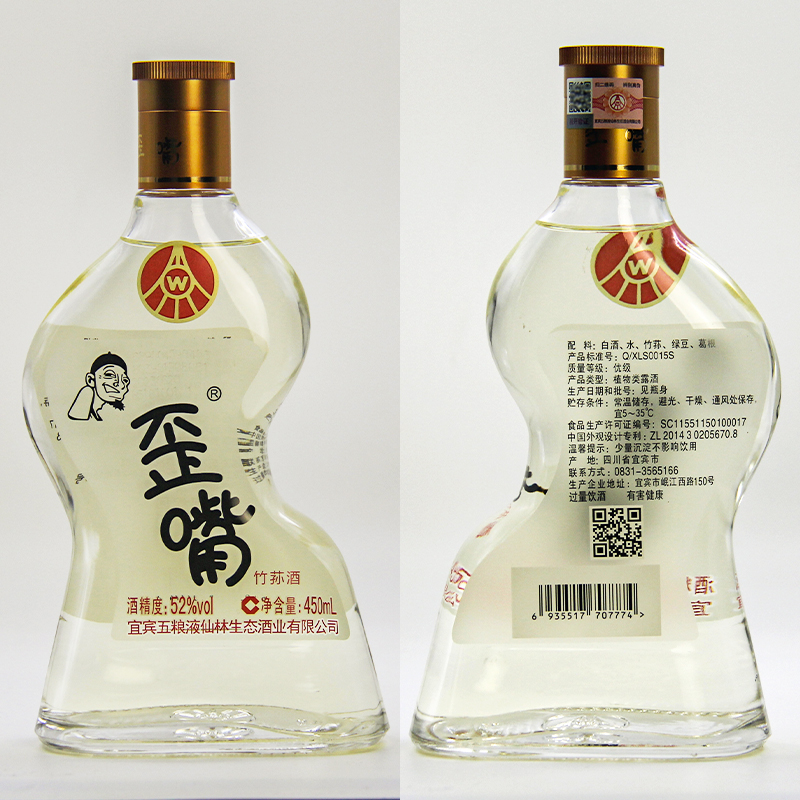 W
®
歪嘴
竹荪酒
酒精度:52%vol 净含量:450mL
宜宾五粮液仙林生态酒业有限公司
W
配 料: 白酒、水、竹荪、绿豆、葛根
产品标准号: Q/XLS0015S
质量等级: 优级
产品类型: 植物类露酒
生产日期和批号: 见瓶身
贮存条件: 常温储存, 避光、干燥、通风处保存,
宜5~35℃
食品生产许可证编号: SC11551150100017
中国外观设计专利: ZL 2014 3 0205670.8
温馨提示: 少量沉淀不影响饮用
产 地: 四川省宜宾市
联系方式: 0831-3565166
生产企业地址: 宜宾市岷江西路150号
过量饮酒 有害健康
6 935517 707774 >